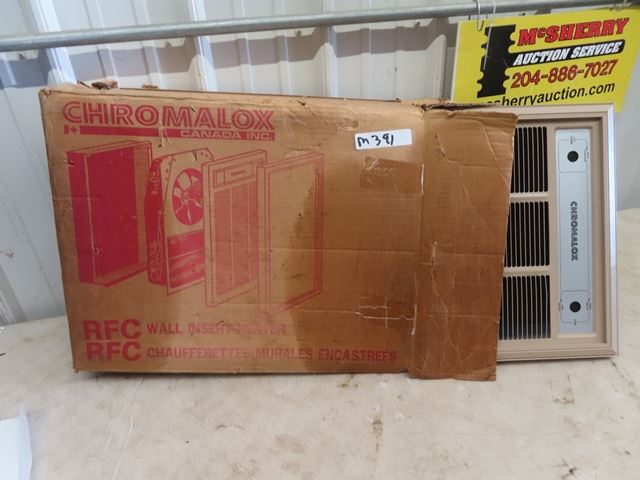 CHROMALOX
CANADA INC.
M391
RFC WALL INSERT HEATER
RFC CHAUFFERETTES MURALES ENCASTREES
McSHERRY
AUCTION SERVICE
204-886-7027
mcsherryauction.com
CHROMALOX